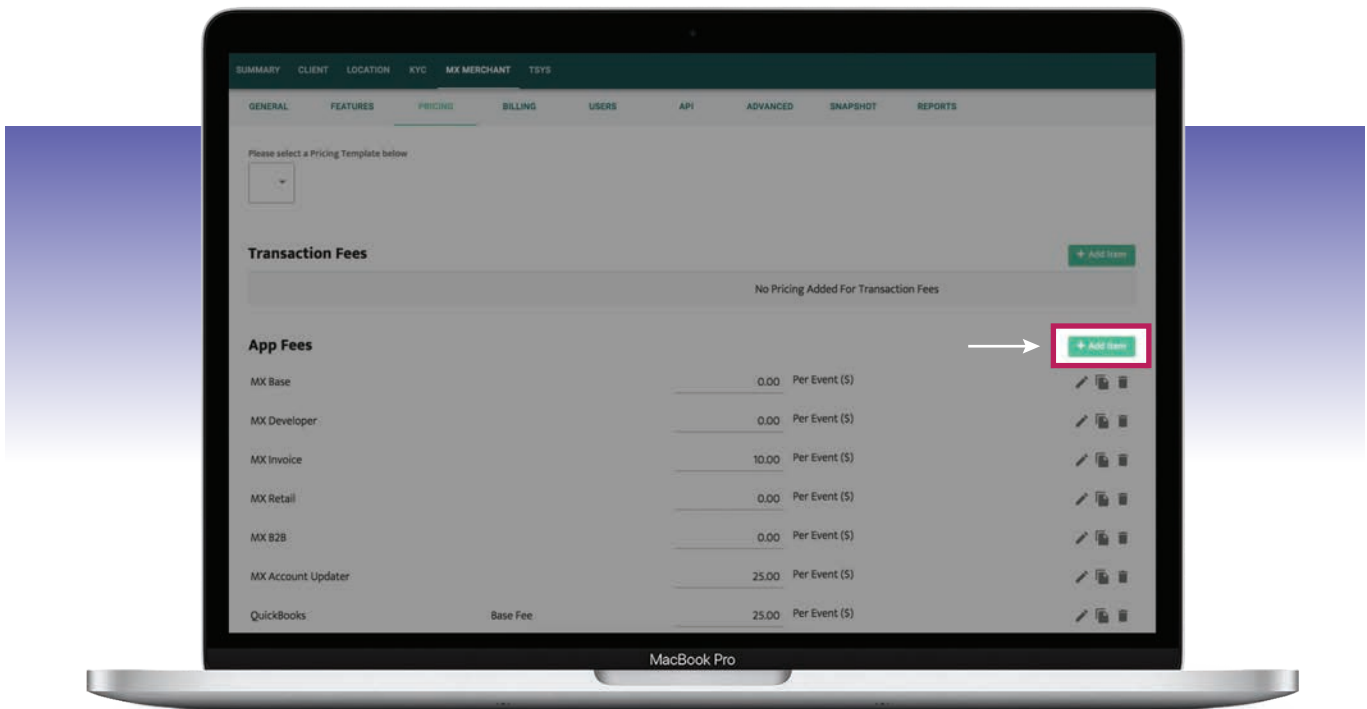 SUMMARY CLIENT LOCATION KYC MX MERCHANT TSYS
GENERAL FEATURES PRICING BILLING USERS API ADVANCED SNAPSHOT REPORTS
Please select a Pricing Template below
Transaction Fees + Add Item
No Pricing Added For Transaction Fees
App Fees + Add Item
MX Base 0.00 Per Event ($)
MX Developer 0.00 Per Event ($)
MX Invoice 10.00 Per Event ($)
MX Retail 0.00 Per Event ($)
MX B2B 0.00 Per Event ($)
MX Account Updater 25.00 Per Event ($)
QuickBooks Base Fee 25.00 Per Event ($)
MacBook Pro